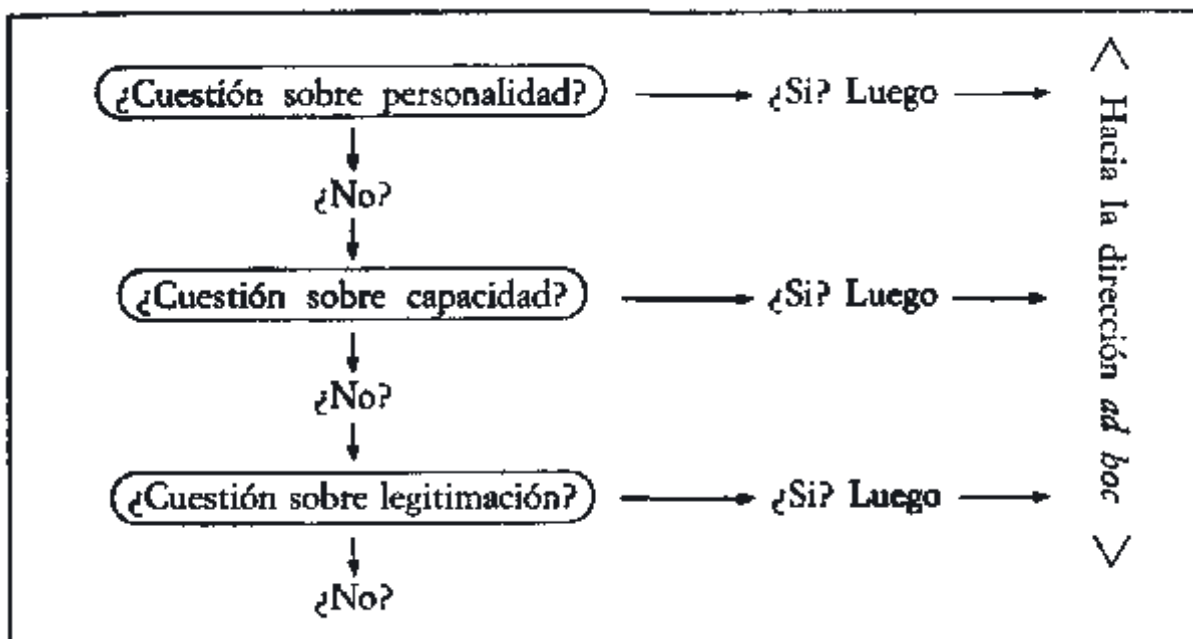 ¿Cuestión sobre personalidad? ¿Si? Luego
¿No?
¿Cuestión sobre capacidad? ¿Si? Luego
¿No?
¿Cuestión sobre legitimación? ¿Si? Luego
¿No?
Hacia la dirección ad hoc